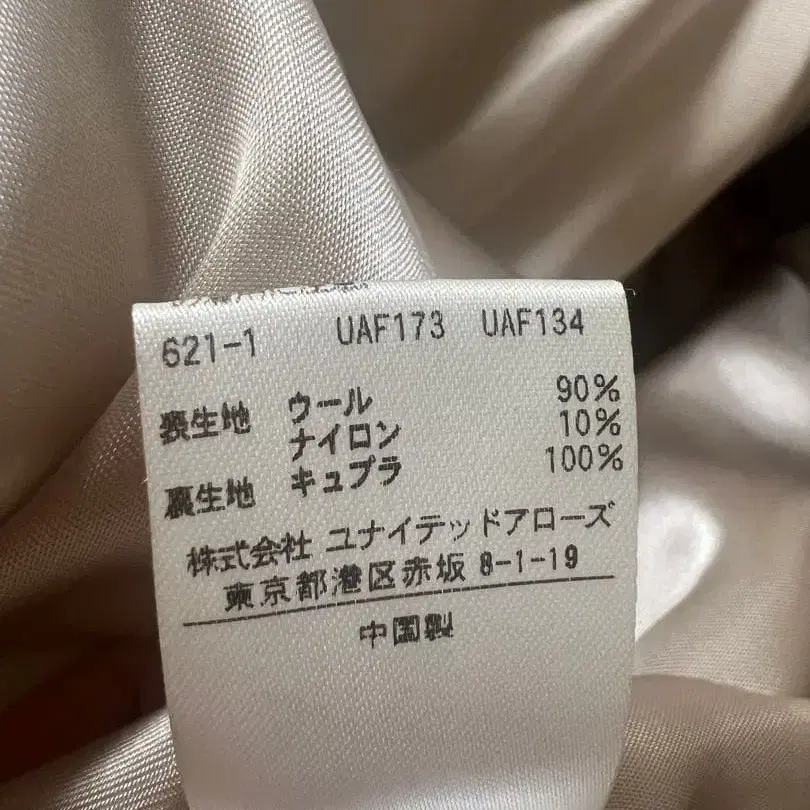 621-1 UAF173 UAF134
表生地 ウール 90%
ナイロン 10%
裏生地 キュプラ 100%
株式会社 ユナイテッドアローズ
東京都港区赤坂 8-1-19
中国製